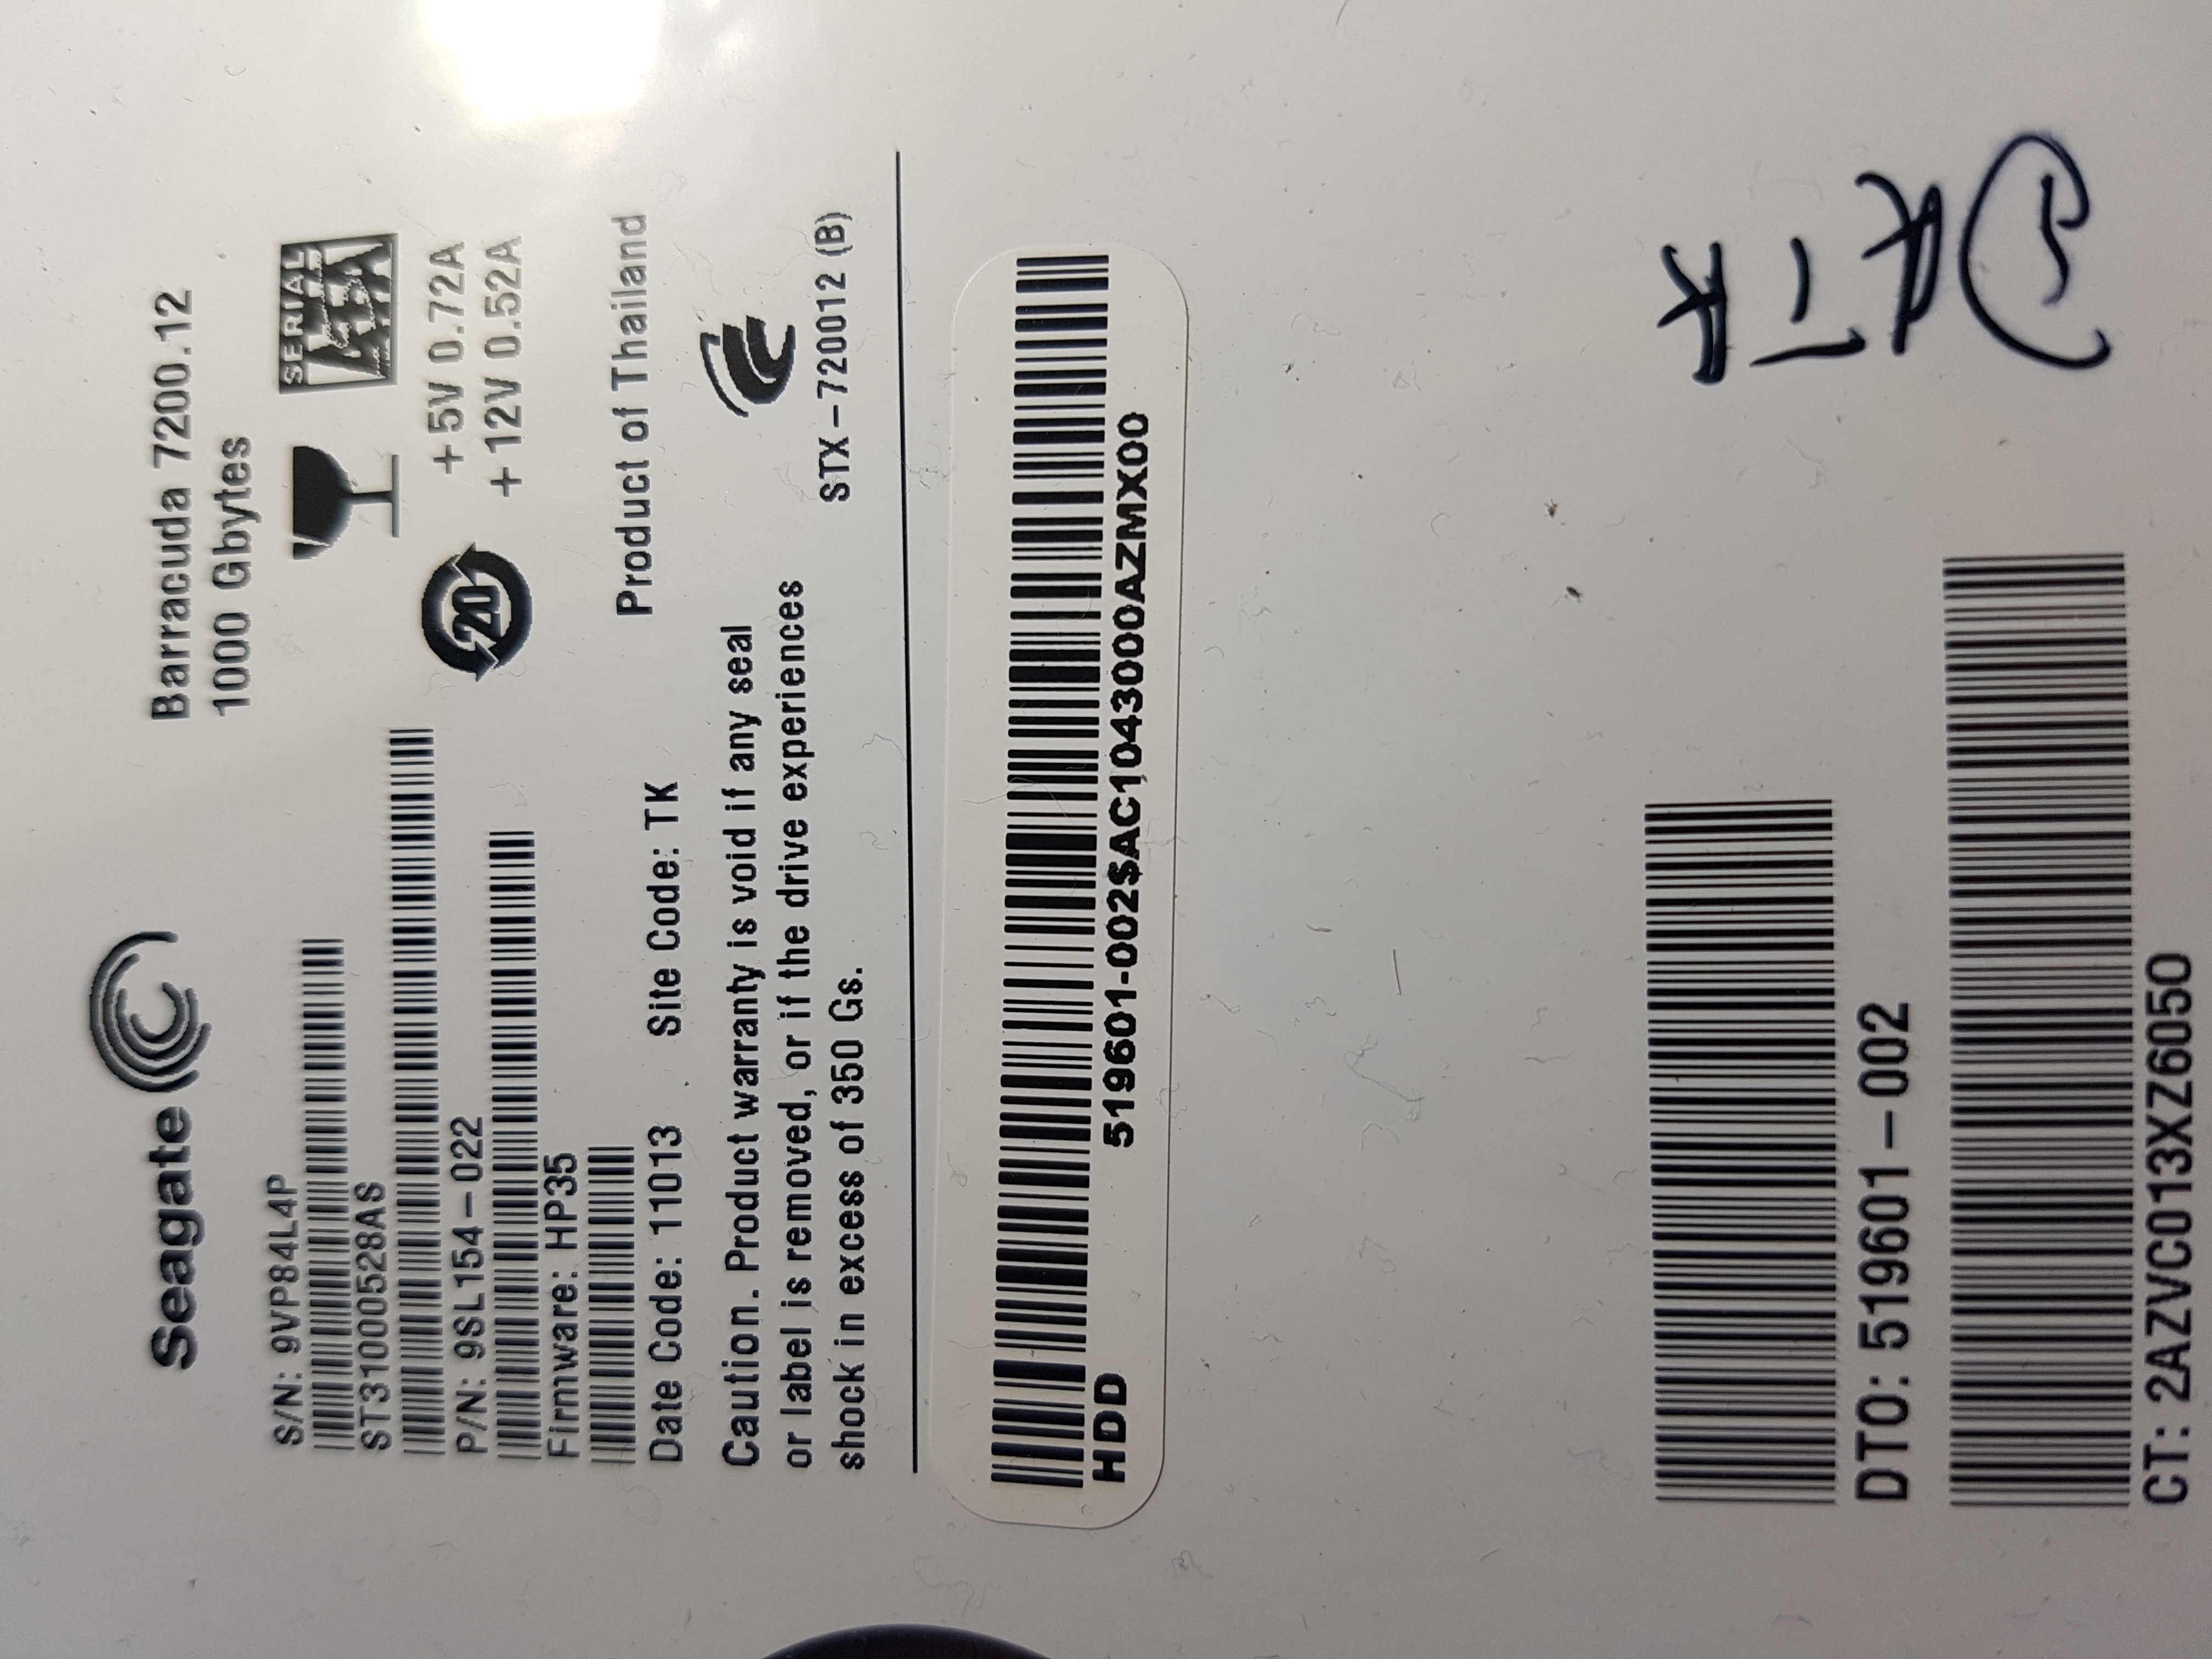 Seagate
Barracuda 7200.12
1000 Gbytes
S/N: 9VP84L4P
ST31000528AS
P/N: 9SL154-022
Firmware: HP35
SERIAL
ATA
20
+5V 0.72A
+12V 0.52A
Date Code: 11013
Site Code: TK
Product of Thailand
Caution. Product warranty is void if any seal
or label is removed, or if the drive experiences
shock in excess of 350 Gs.
STX-720012 (B)
HDD
519601-002SAC1043000AZMX00
DTO: 519601-002
CT: 2AZVC013XZ6050